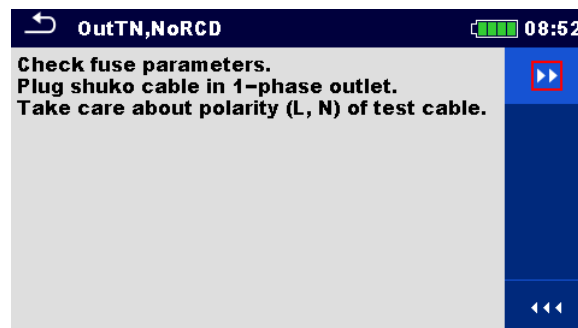 OutTN,NoRCD 08:52
Check fuse parameters.
Plug shuko cable in 1-phase outlet.
Take care about polarity (L, N) of test cable.